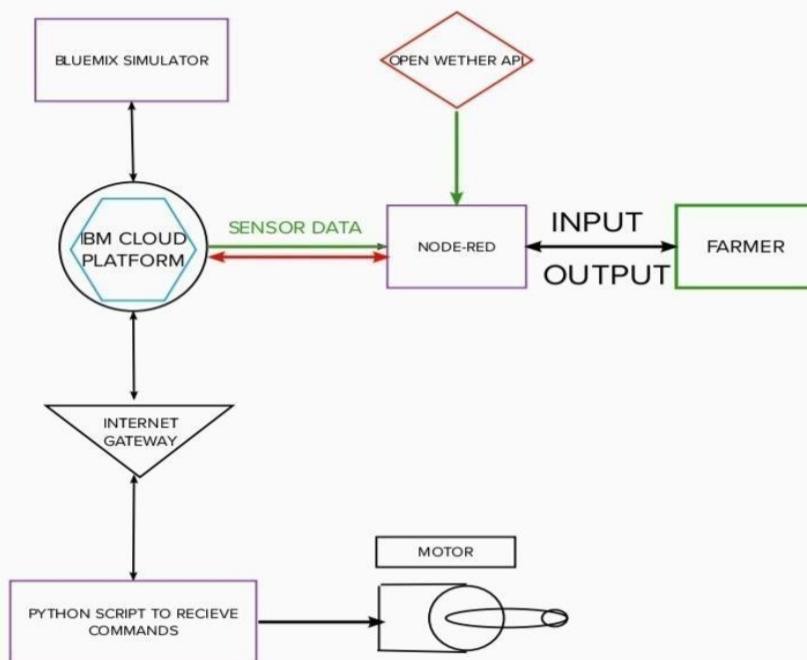 BLUEMIX SIMULATOR
OPEN WETHER API
IBM CLOUD
PLATFORM
SENSOR DATA
NODE-RED
INPUT
OUTPUT
FARMER
INTERNET
GATEWAY
MOTOR
PYTHON SCRIPT TO RECIEVE
COMMANDS